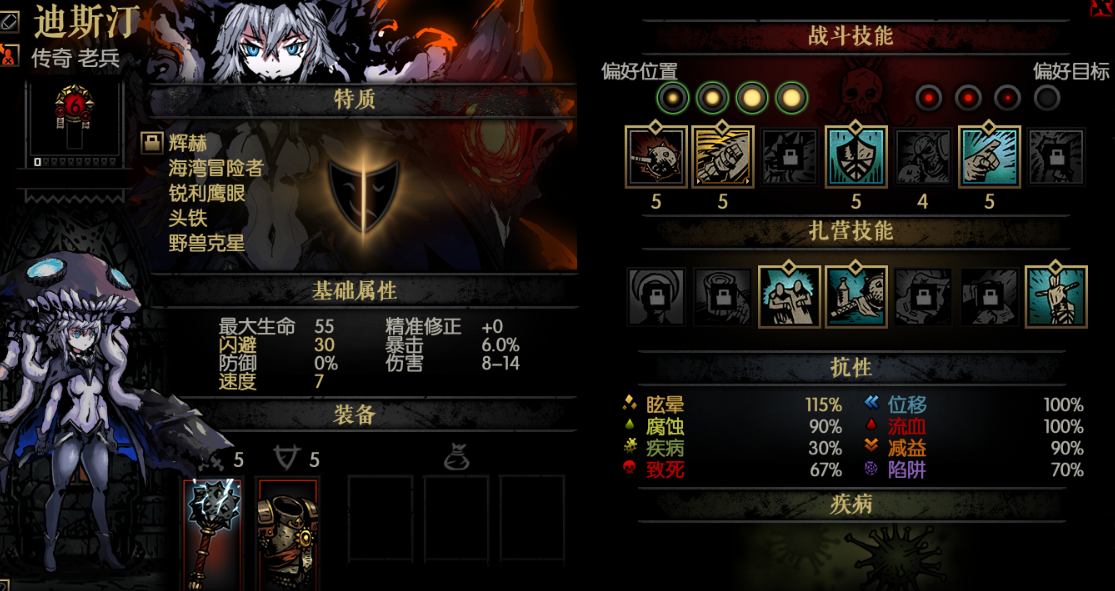 迪斯汀
传奇 老兵
6
0
特质
辉赫
海湾冒险者
锐利鹰眼
头铁
野兽克星
基础属性
最大生命 55 精准修正 +0
闪避 30 暴击 6.0%
防御 0% 伤害 8–14
速度 7
装备
5 5
战斗技能
偏好位置 偏好目标
5 5 5 4 5
扎营技能
抗性
眩晕 115% 位移 100%
腐蚀 90% 流血 100%
疾病 30% 减益 90%
致死 67% 陷阱 70%
疾病